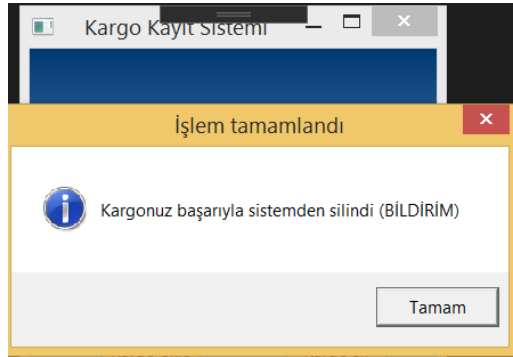 Kargo Kayıt Sistemi
İşlem tamamlandı
Kargonuz başarıyla sistemden silindi (BİLDİRİM)
Tamam